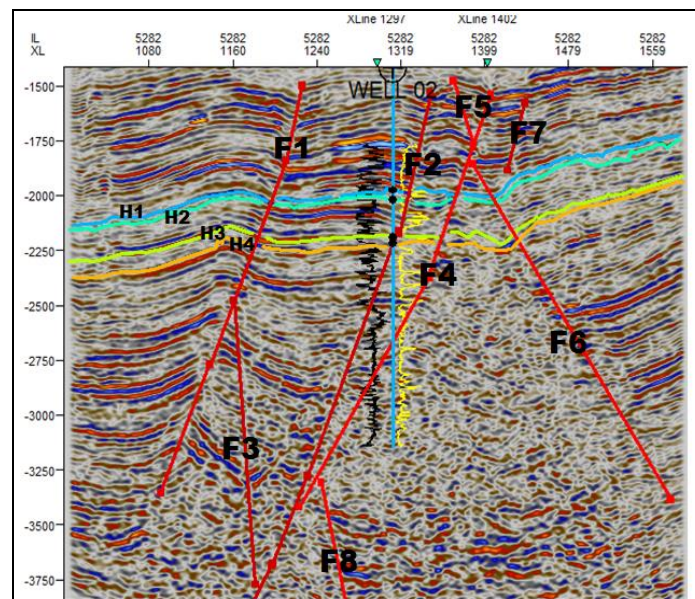 XLine 1297 XLine 1402
IL 5282 5282 5282 5282 5282 5282 5282
XL 1080 1160 1240 1319 1399 1479 1559
-1500
WELL 02
F5
F7
-1750
F1
F2
-2000
H1
H2
H3
H4
-2250
F4
-2500
F6
-2750
-3000
F3
-3250
-3500
F8
-3750